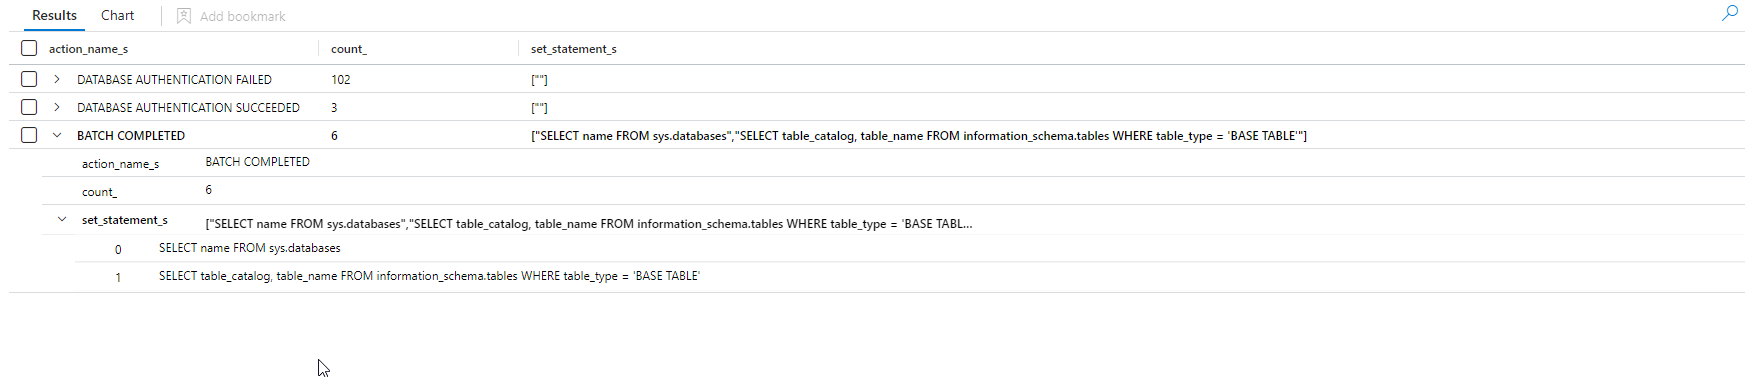 Results Chart Add bookmark
action_name_s count_ set_statement_s
DATABASE AUTHENTICATION FAILED 102 [""]
DATABASE AUTHENTICATION SUCCEEDED 3 [""]
BATCH COMPLETED 6 ["SELECT name FROM sys.databases","SELECT table_catalog, table_name FROM information_schema.tables WHERE table_type = 'BASE TABLE'"]
action_name_s BATCH COMPLETED
count_ 6
set_statement_s ["SELECT name FROM sys.databases","SELECT table_catalog, table_name FROM information_schema.tables WHERE table_type = 'BASE TABL...
0 SELECT name FROM sys.databases
1 SELECT table_catalog, table_name FROM information_schema.tables WHERE table_type = 'BASE TABLE'